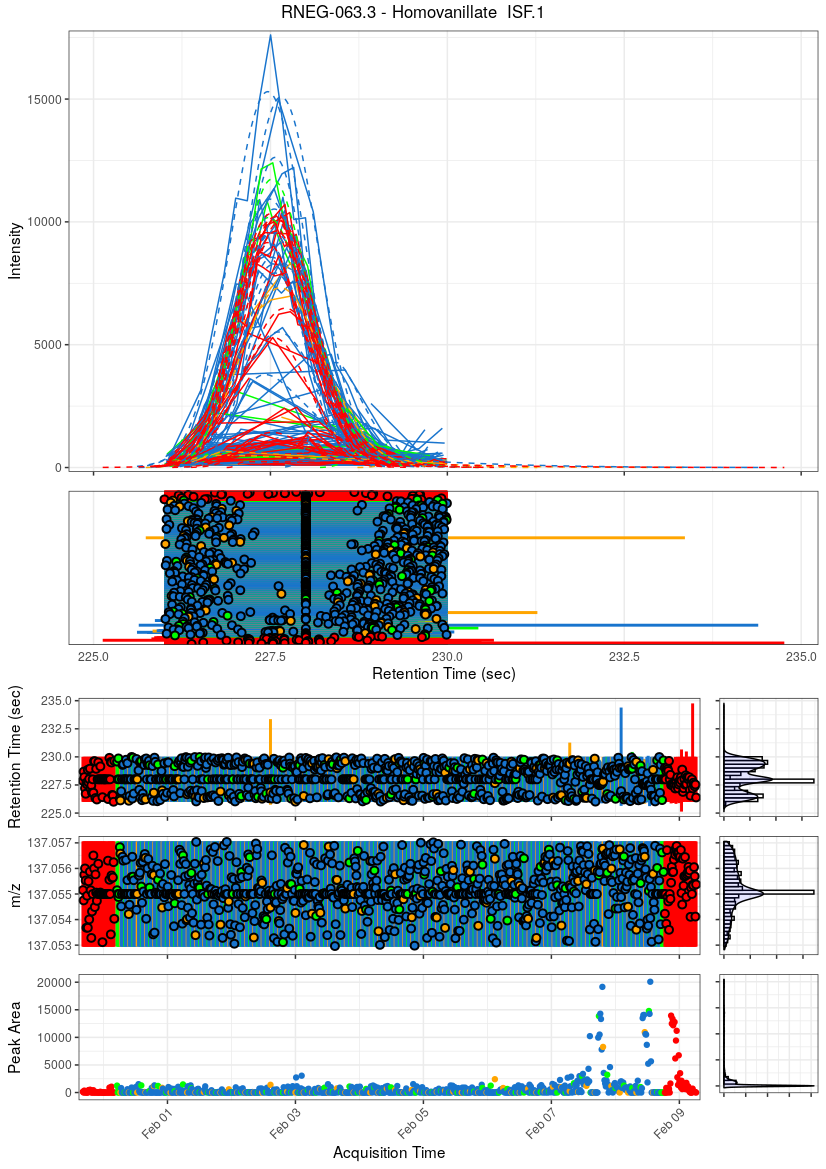 RNEG-063.3 - Homovanillate ISF.1
15000
10000
5000
0
Intensity
225.0 227.5 230.0 232.5 235.0
Retention Time (sec)
235.0
232.5
230.0
227.5
225.0
Retention Time (sec)
137.057
137.056
137.055
137.054
137.053
m/z
20000
15000
10000
5000
0
Peak Area
Feb 01 Feb 03 Feb 05 Feb 07 Feb 09
Acquisition Time